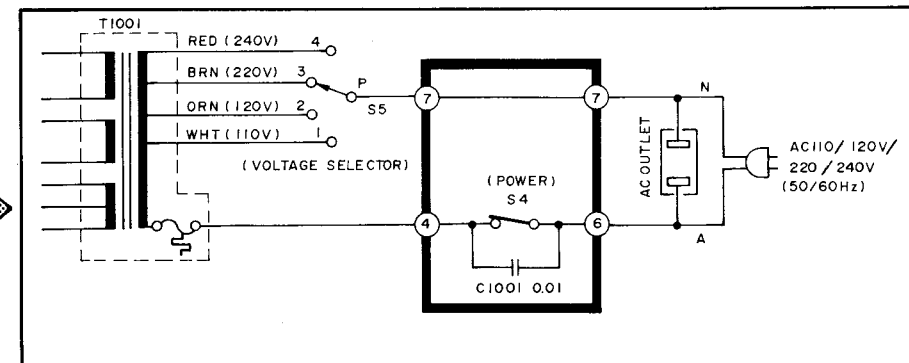 T1001
RED (240V) 4
BRN (220V) 3
P
S5
ORN (120V) 2
WHT (110V) 1
(VOLTAGE SELECTOR)
7
7
N
AC OUTLET
AC110/120V/
220/240V
(50/60Hz)
(POWER)
S4
4
6
A
C1001 0.01